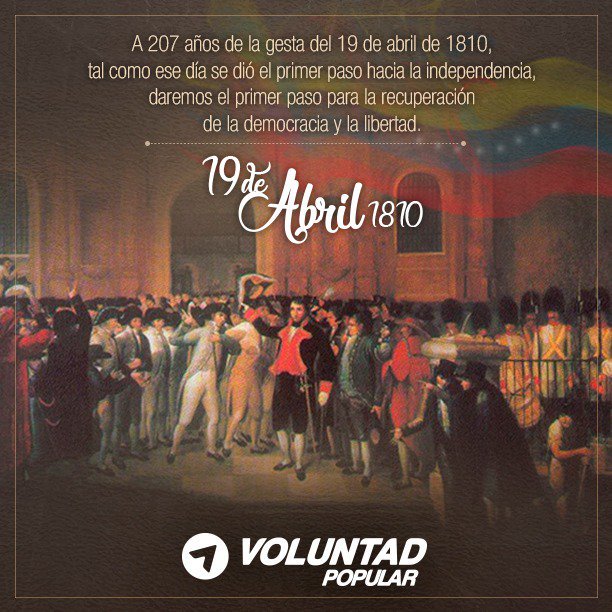 A 207 años de la gesta del 19 de abril de 1810,
tal como ese día se dió el primer paso hacia la independencia,
daremos el primer paso para la recuperación
de la democracia y la libertad.
19 de Abril 1810
VOLUNTAD
POPULAR